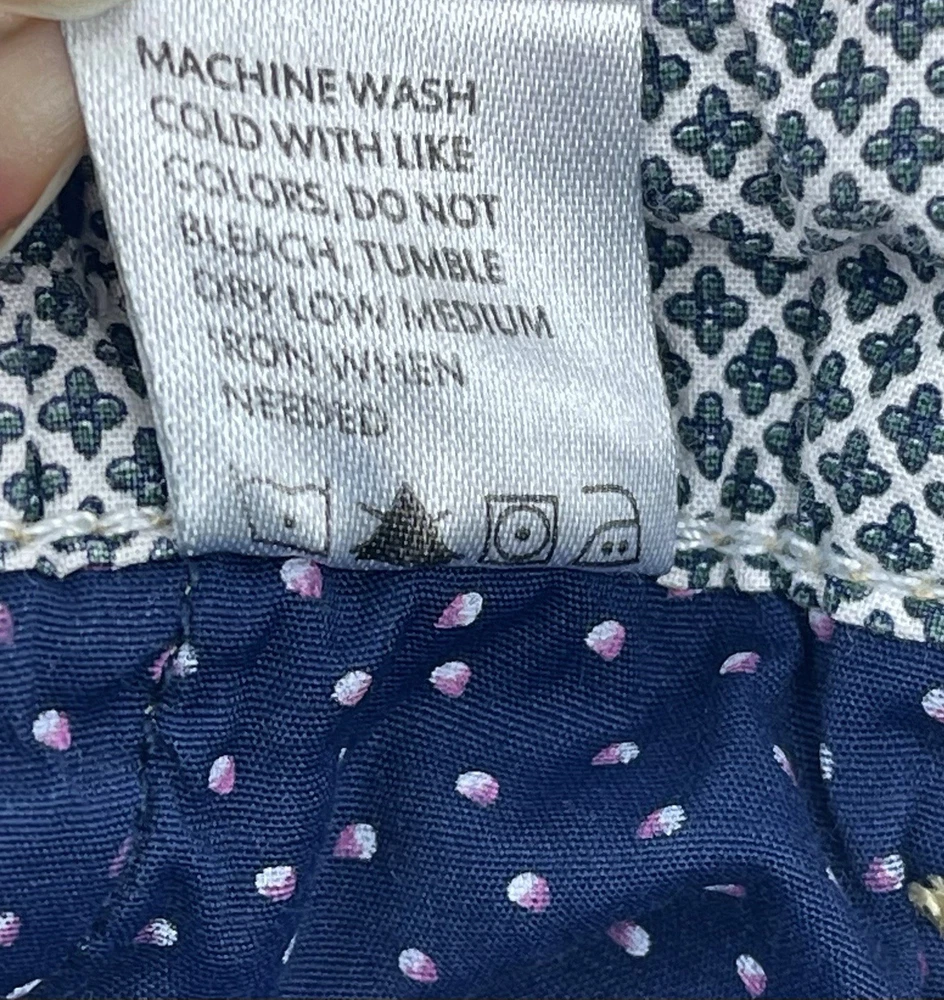 MACHINE WASH
COLD WITH LIKE
COLORS, DO NOT
BLEACH, TUMBLE
DRY LOW, MEDIUM
IRON WHEN
NEEDED